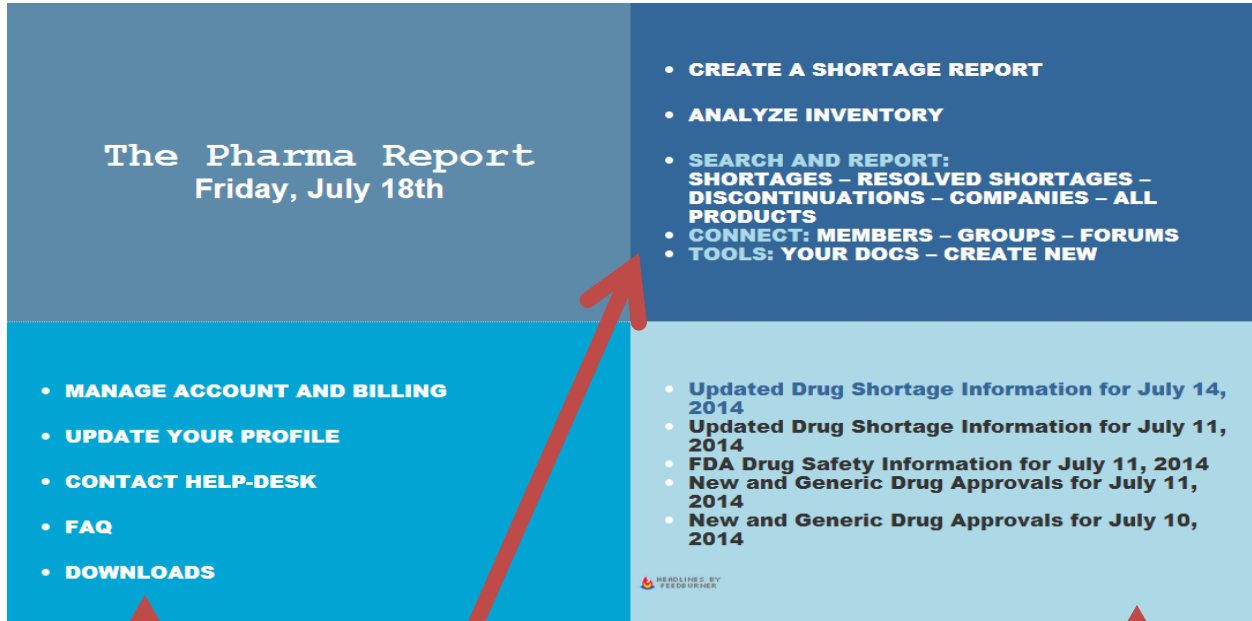 The Pharma Report
Friday, July 18th
• CREATE A SHORTAGE REPORT
• ANALYZE INVENTORY
• SEARCH AND REPORT:
SHORTAGES – RESOLVED SHORTAGES –
DISCONTINUATIONS – COMPANIES – ALL
PRODUCTS
• CONNECT: MEMBERS – GROUPS – FORUMS
• TOOLS: YOUR DOCS – CREATE NEW
• MANAGE ACCOUNT AND BILLING
• UPDATE YOUR PROFILE
• CONTACT HELP-DESK
• FAQ
• DOWNLOADS
• Updated Drug Shortage Information for July 14,
2014
• Updated Drug Shortage Information for July 11,
2014
• FDA Drug Safety Information for July 11, 2014
• New and Generic Drug Approvals for July 11,
2014
• New and Generic Drug Approvals for July 10,
2014
HEADLINES BY
FEEDBURNER